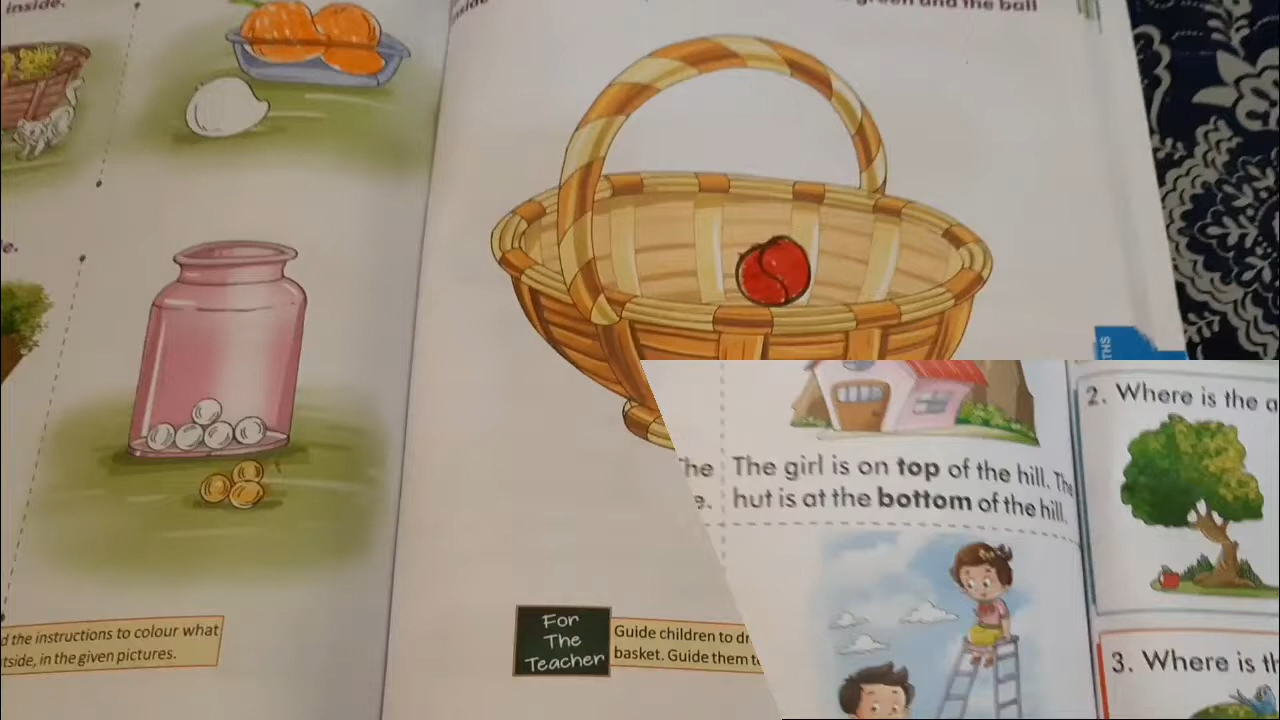 inside.
green and the ball
e.
THS
d the instructions to colour what
tside, in the given pictures.
For
The
Teacher
Guide children to dr
basket. Guide them t
he
e.
The girl is on top of the hill. The
hut is at the bottom of the hill.
2. Where is the a
3. Where is th